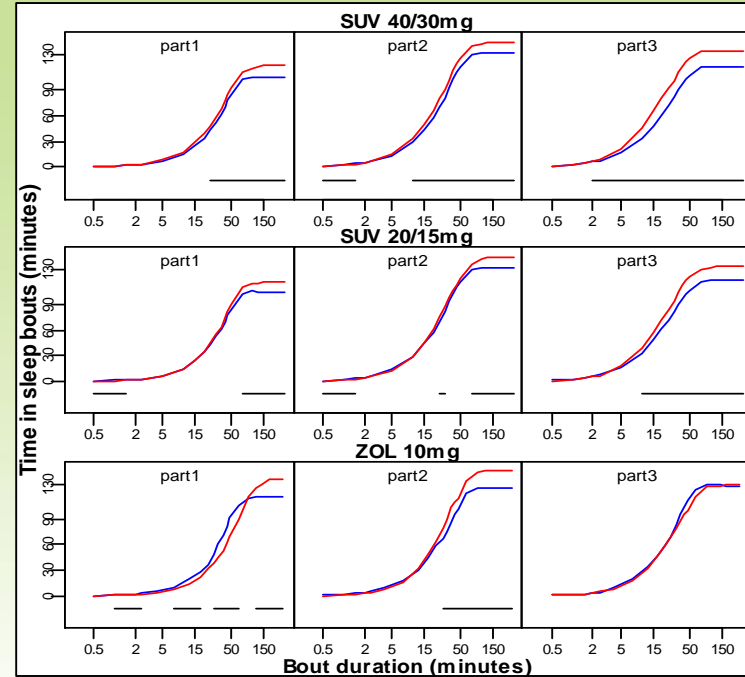 SUV 40/30mg
part1 part2 part3
0 30 60 90 130
0.5 2 5 15 50 150 0.5 2 5 15 50 150 0.5 2 5 15 50 150
SUV 20/15mg
part1 part2 part3
0 30 60 90 130
0.5 2 5 15 50 150 0.5 2 5 15 50 150 0.5 2 5 15 50 150
ZOL 10mg
part1 part2 part3
0 30 60 90 130
0.5 2 5 15 50 150 0.5 2 5 15 50 150 0.5 2 5 15 50 150
Time in sleep bouts (minutes)
Bout duration (minutes)